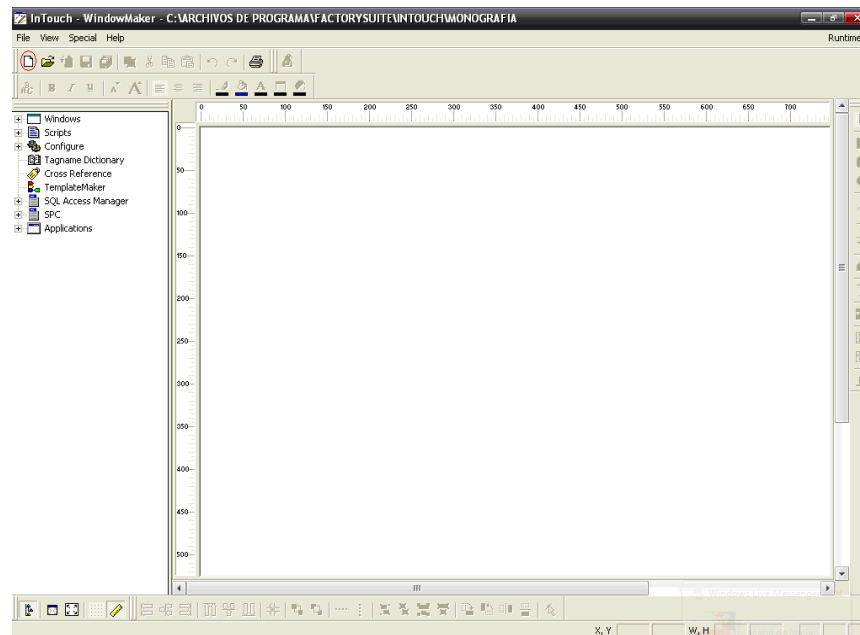 InTouch - WindowMaker - C:\ARCHIVOS DE PROGRAMA\FACTORYSUITE\INTOUCH\MONOGRAFIA
File View Special Help Runtime
0 50 100 150 200 250 300 350 400 450 500 550 600 650 700
Windows
Scripts
Configure
Tagname Dictionary
Cross Reference
TemplateMaker
SQL Access Manager
SPC
Applications
0
50
100
150
200
250
300
350
400
450
500
X, Y W, H